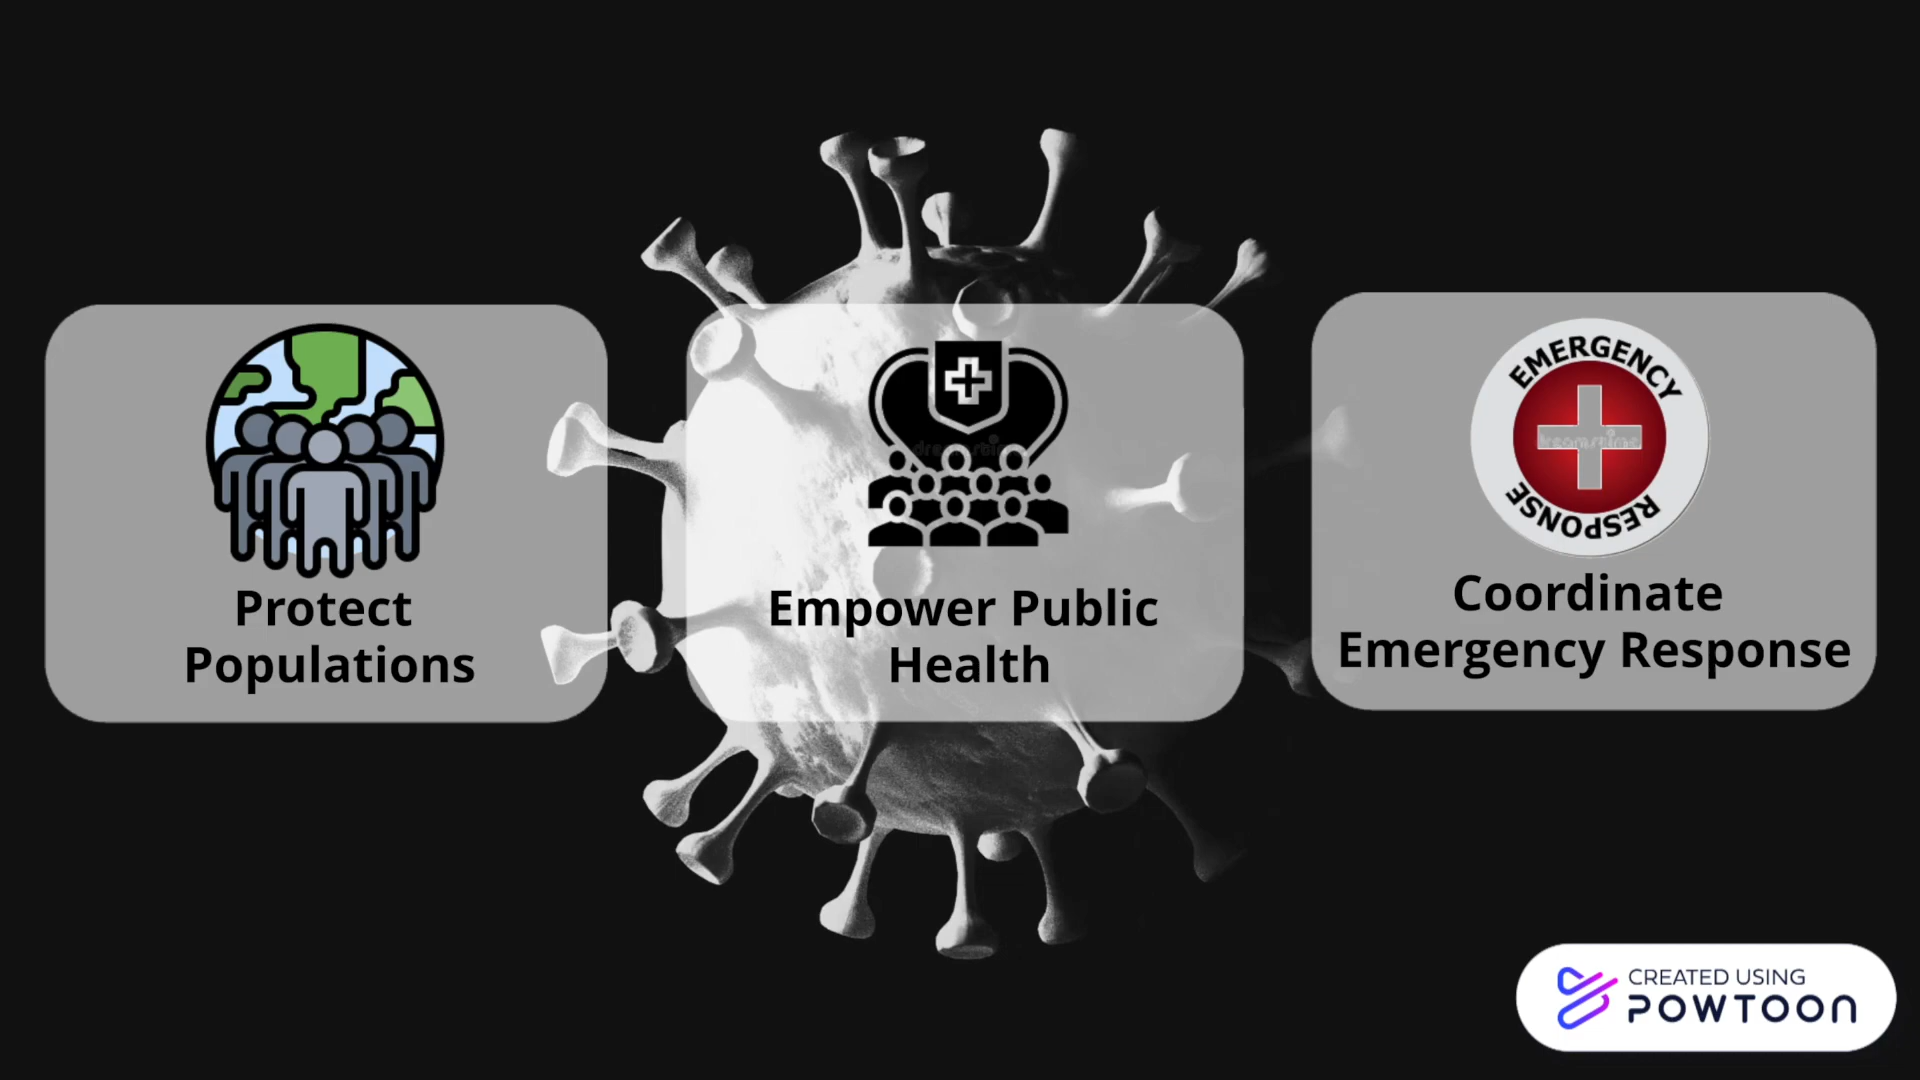 Protect
Populations
Empower Public
Health
EMERGENCY
RESPONSE
Coordinate
Emergency Response
CREATED USING
POWTOON